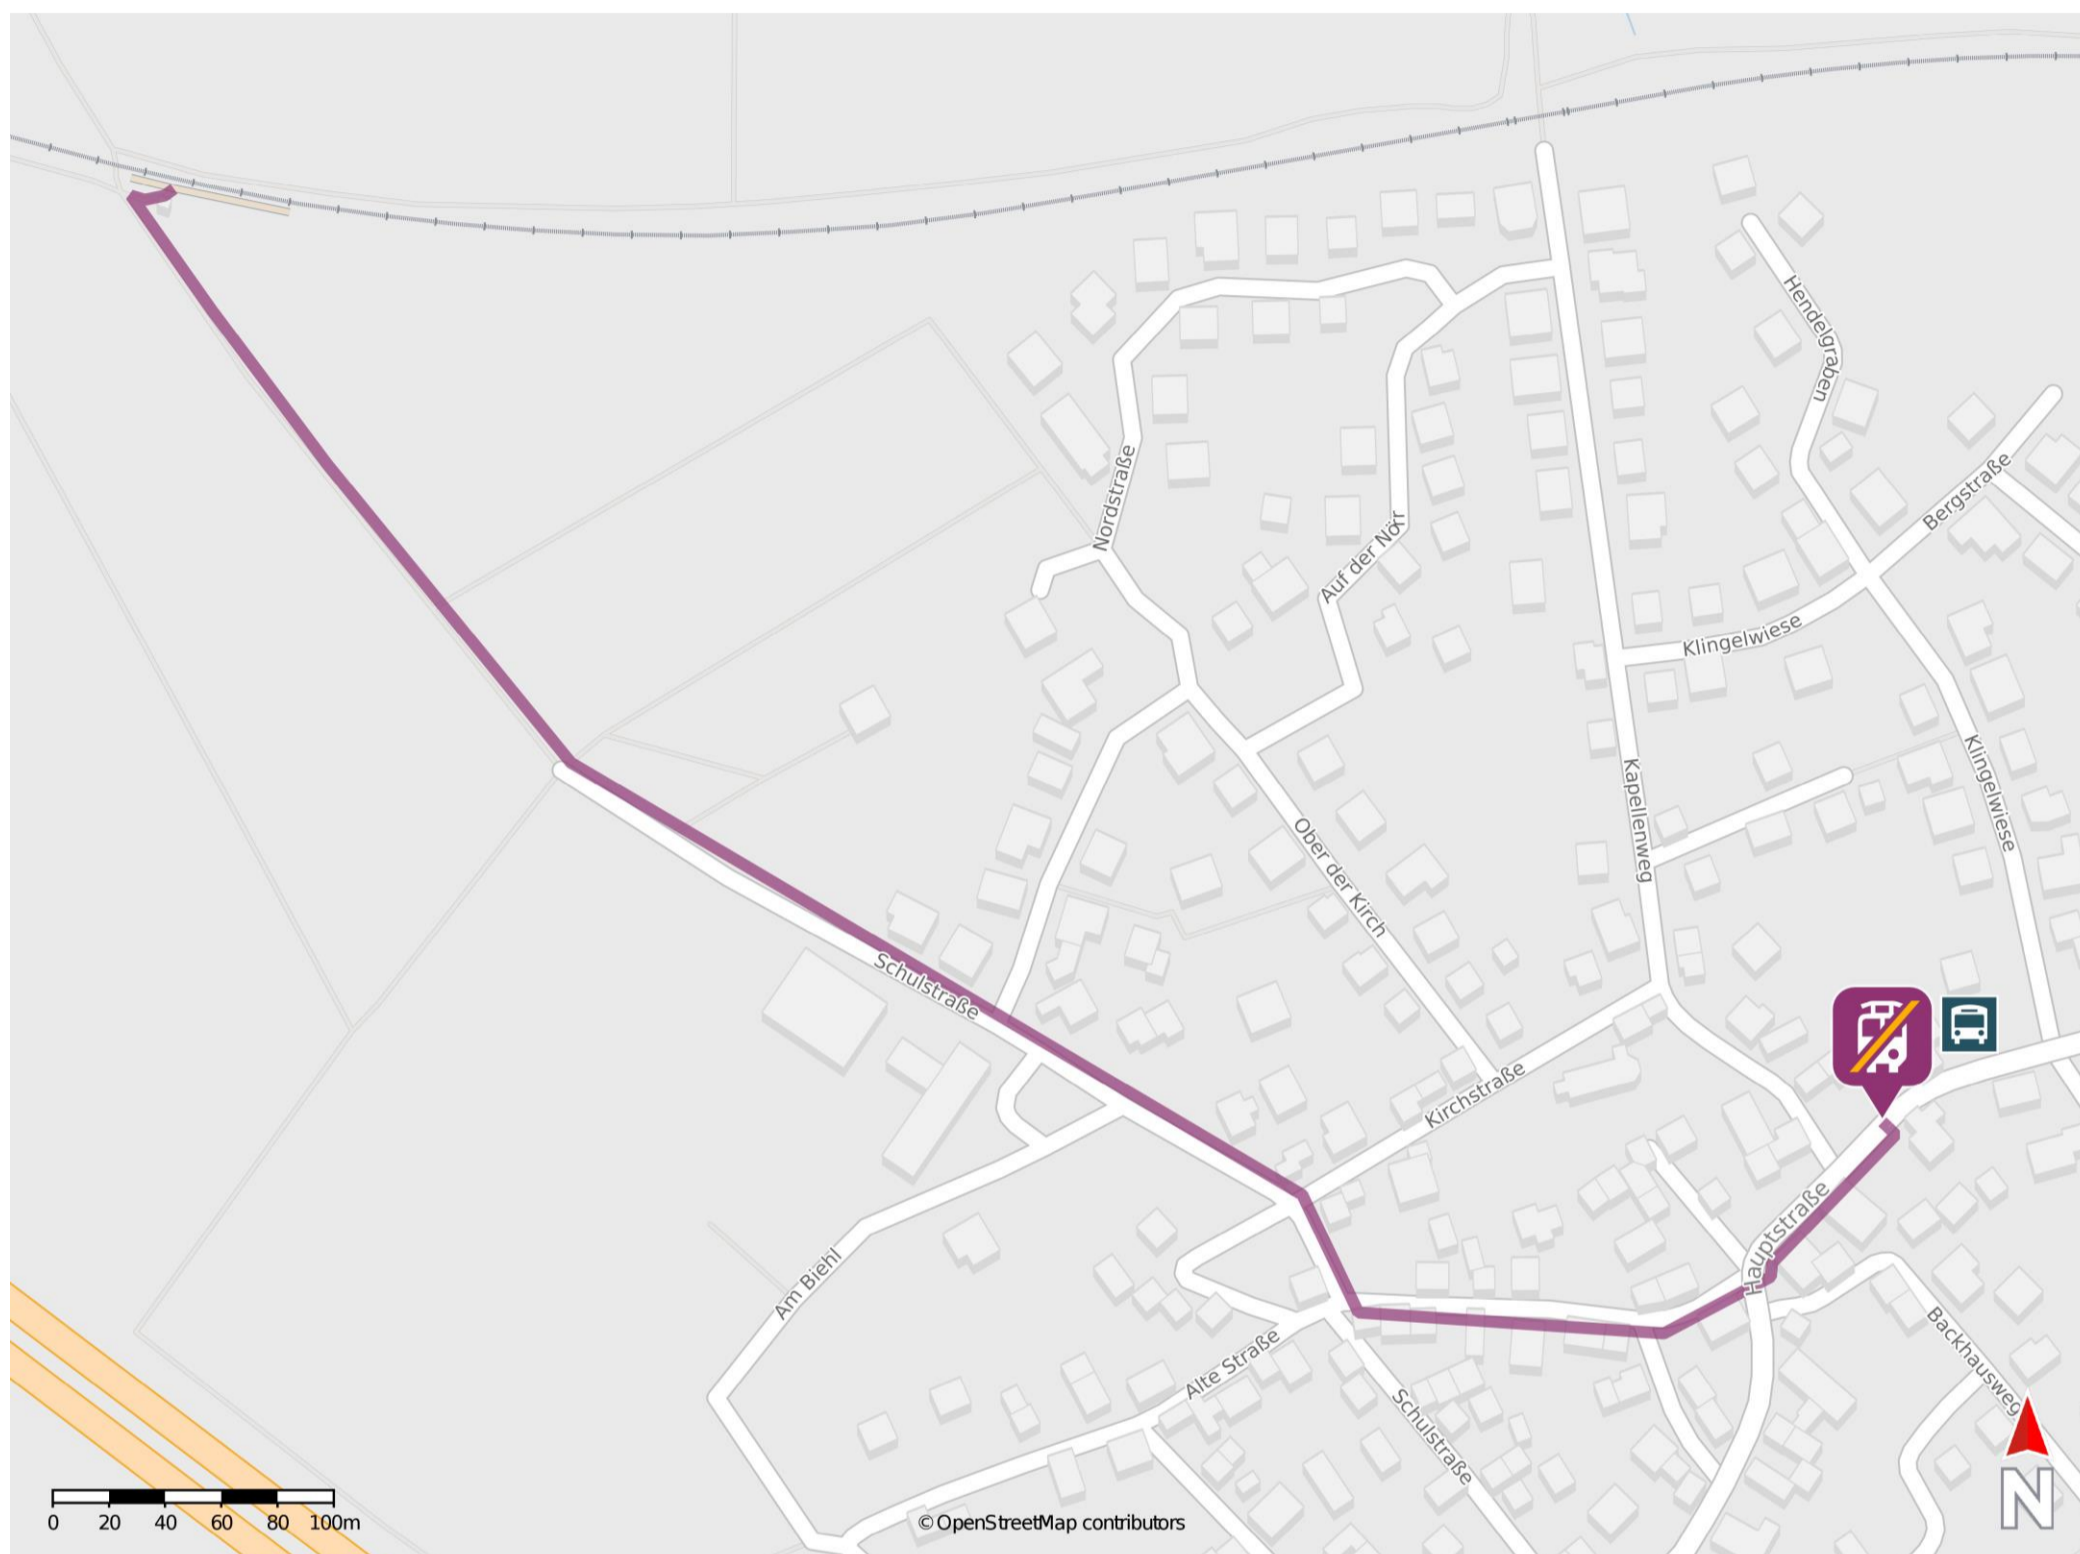 Hendelgraben
Nordstraße
Bergstraße
Auf der Nörr
Klingelwiese
Klingelwiese
Kapellenweg
Ober der Kirch
Schulstraße
Kirchstraße
Hauptstraße
Am Biehl
Backhausweg
Alte Straße
Schulstraße
N
0 20 40 60 80 100m
© OpenStreetMap contributors